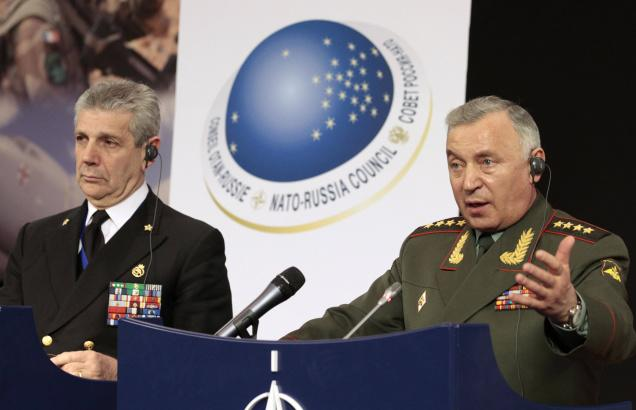 CONSEIL OTAN-RUSSIE
NATO-RUSSIA COUNCIL
СОВЕТ РОССИЯ-НАТО